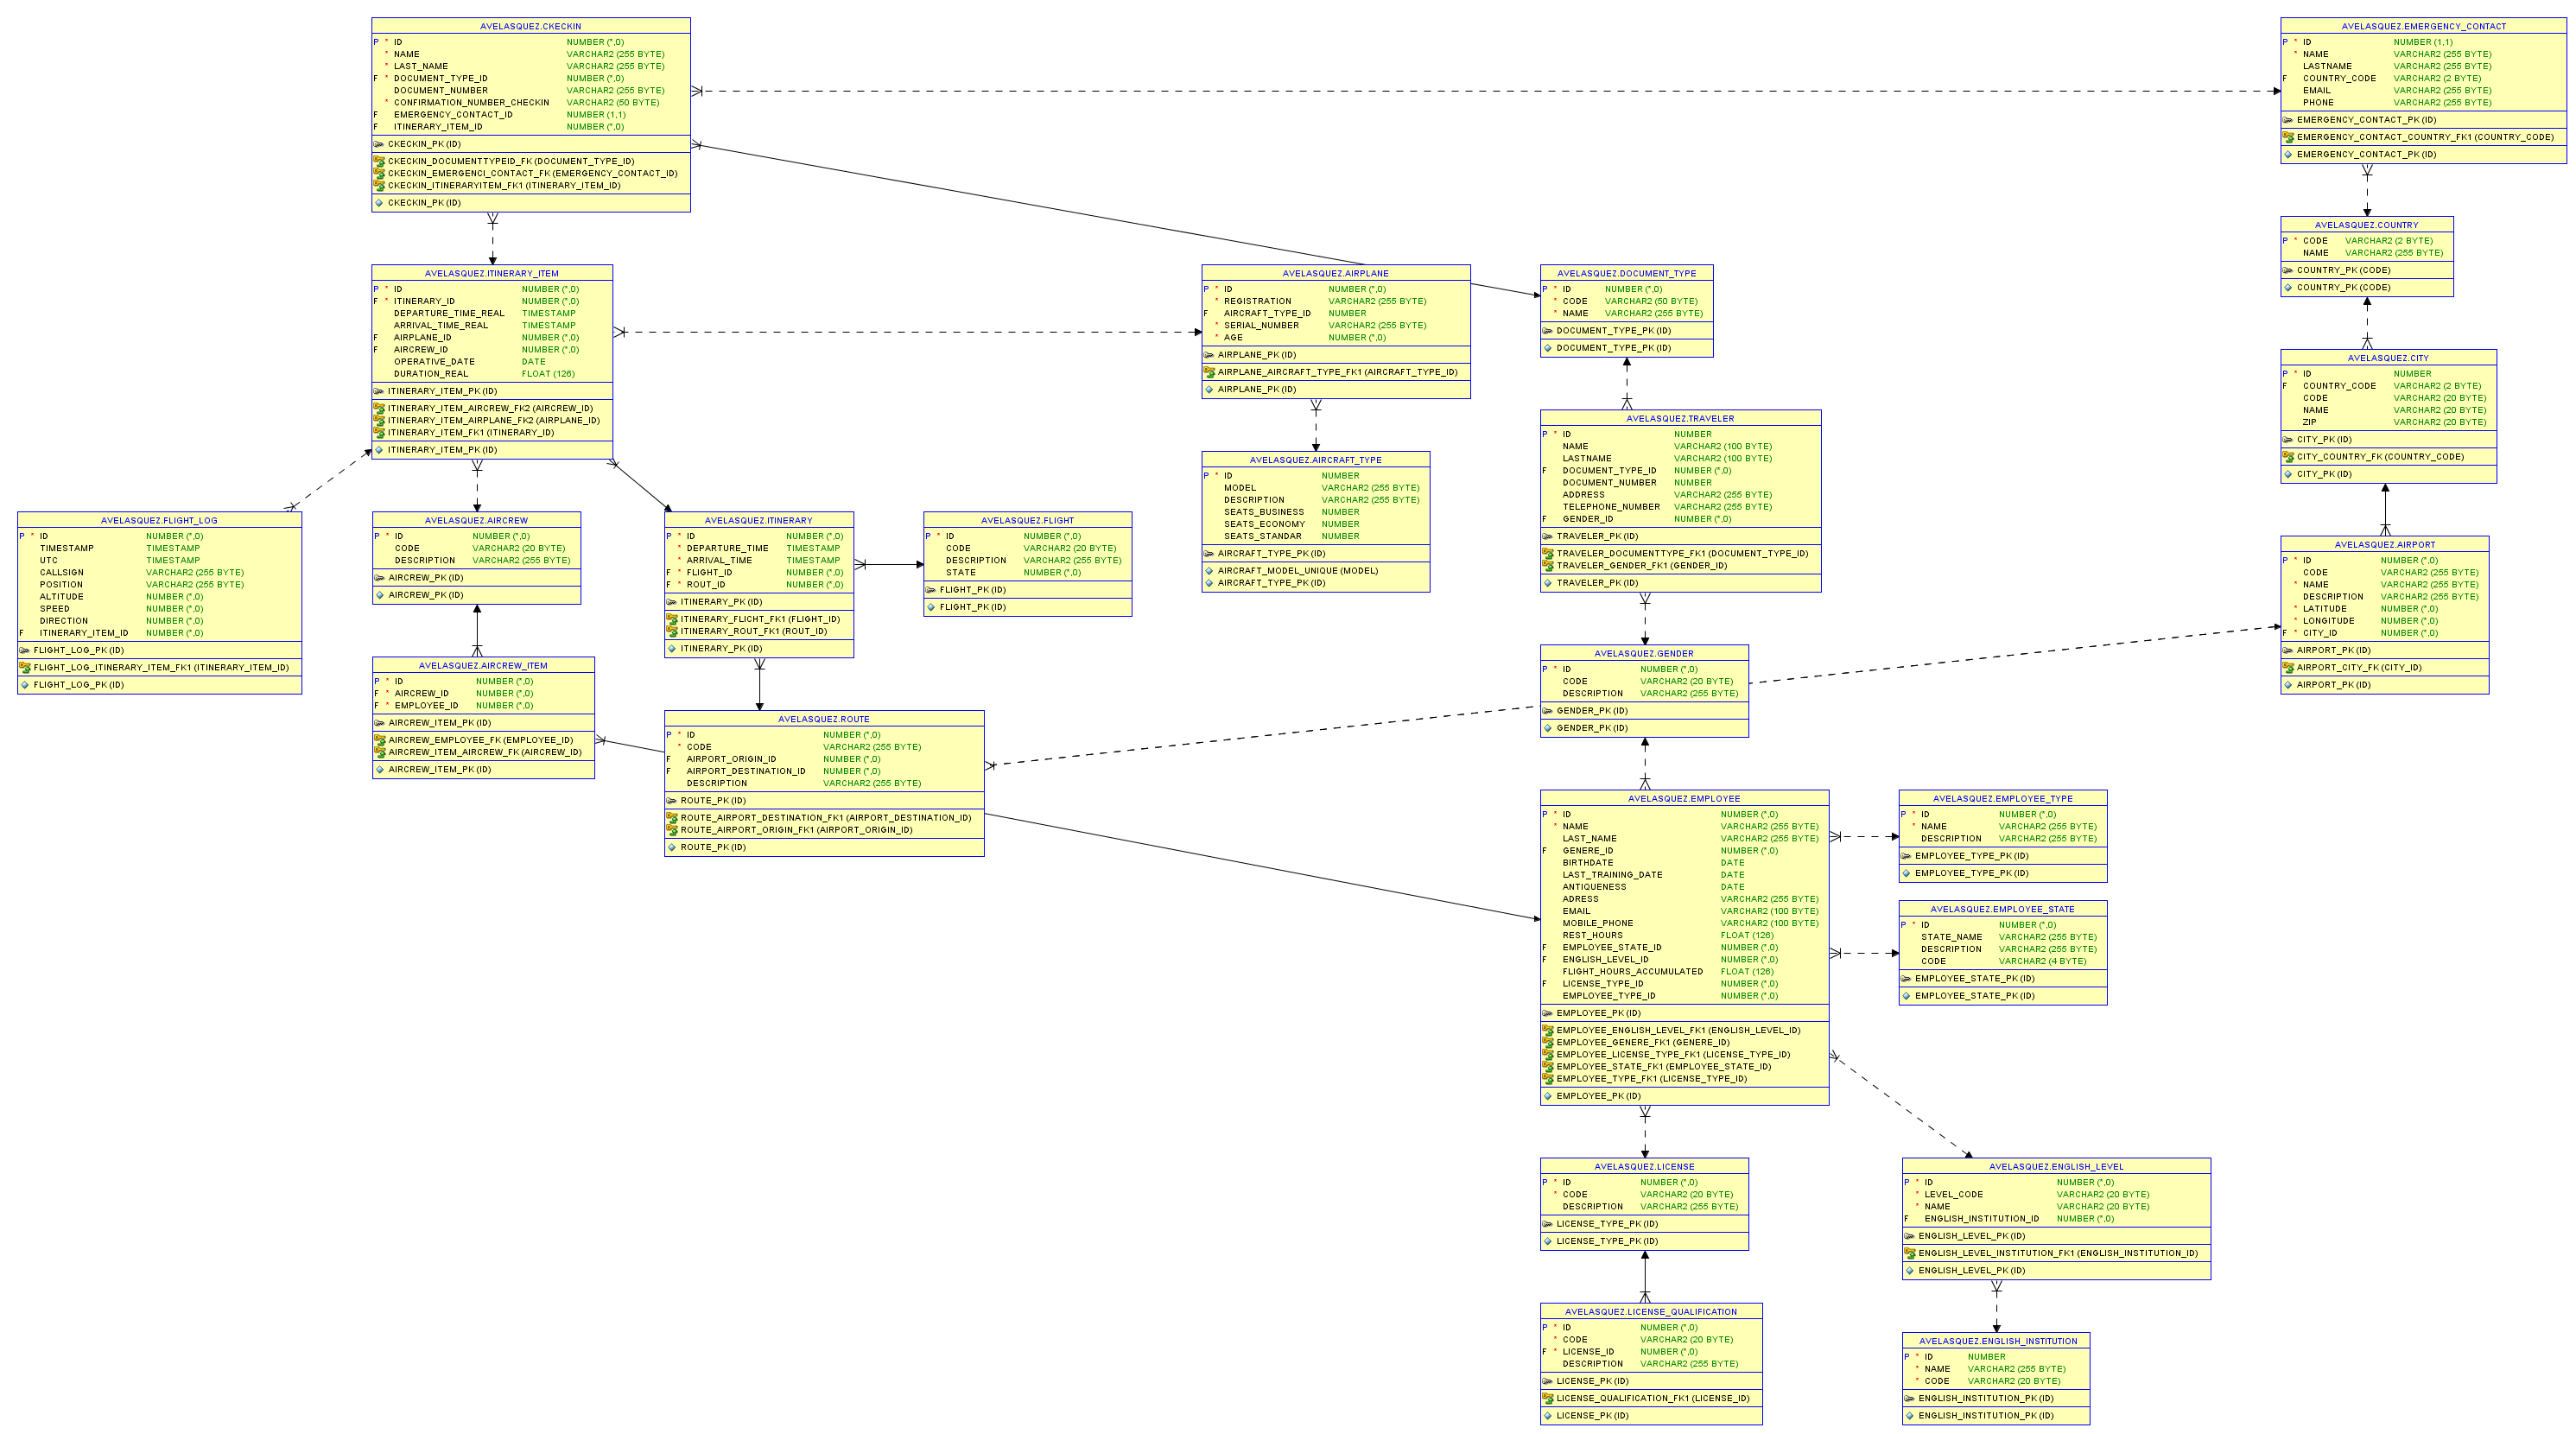 AVELASQUEZ.CKECKIN
P * ID NUMBER (*,0)
* NAME VARCHAR2 (255 BYTE)
* LAST_NAME VARCHAR2 (255 BYTE)
F * DOCUMENT_TYPE_ID NUMBER (*,0)
DOCUMENT_NUMBER VARCHAR2 (255 BYTE)
* CONFIRMATION_NUMBER_CHECKIN VARCHAR2 (50 BYTE)
F EMERGENCY_CONTACT_ID NUMBER (1,1)
F ITINERARY_ITEM_ID NUMBER (*,0)
CKECKIN_PK (ID)
CKECKIN_DOCUMENTTYPEID_FK (DOCUMENT_TYPE_ID)
CKECKIN_EMERGENCI_CONTACT_FK (EMERGENCY_CONTACT_ID)
CKECKIN_ITINERARYITEM_FK1 (ITINERARY_ITEM_ID)
CKECKIN_PK (ID)
AVELASQUEZ.EMERGENCY_CONTACT
P * ID NUMBER (1,1)
* NAME VARCHAR2 (255 BYTE)
LASTNAME VARCHAR2 (255 BYTE)
F COUNTRY_CODE VARCHAR2 (2 BYTE)
EMAIL VARCHAR2 (255 BYTE)
PHONE VARCHAR2 (255 BYTE)
EMERGENCY_CONTACT_PK (ID)
EMERGENCY_CONTACT_COUNTRY_FK1 (COUNTRY_CODE)
EMERGENCY_CONTACT_PK (ID)
AVELASQUEZ.COUNTRY
P * CODE VARCHAR2 (2 BYTE)
NAME VARCHAR2 (255 BYTE)
COUNTRY_PK (CODE)
COUNTRY_PK (CODE)
AVELASQUEZ.ITINERARY_ITEM
P * ID NUMBER (*,0)
F * ITINERARY_ID NUMBER (*,0)
DEPARTURE_TIME_REAL TIMESTAMP
ARRIVAL_TIME_REAL TIMESTAMP
F AIRPLANE_ID NUMBER (*,0)
F AIRCREW_ID NUMBER (*,0)
OPERATIVE_DATE DATE
DURATION_REAL FLOAT (126)
ITINERARY_ITEM_PK (ID)
ITINERARY_ITEM_AIRCREW_FK2 (AIRCREW_ID)
ITINERARY_ITEM_AIRPLANE_FK2 (AIRPLANE_ID)
ITINERARY_ITEM_FK1 (ITINERARY_ID)
ITINERARY_ITEM_PK (ID)
AVELASQUEZ.AIRPLANE
P * ID NUMBER (*,0)
* REGISTRATION VARCHAR2 (255 BYTE)
F AIRCRAFT_TYPE_ID NUMBER
* SERIAL_NUMBER VARCHAR2 (255 BYTE)
* AGE NUMBER (*,0)
AIRPLANE_PK (ID)
AIRPLANE_AIRCRAFT_TYPE_FK1 (AIRCRAFT_TYPE_ID)
AIRPLANE_PK (ID)
AVELASQUEZ.DOCUMENT_TYPE
P * ID NUMBER (*,0)
* CODE VARCHAR2 (50 BYTE)
* NAME VARCHAR2 (255 BYTE)
DOCUMENT_TYPE_PK (ID)
DOCUMENT_TYPE_PK (ID)
AVELASQUEZ.CITY
P * ID NUMBER
F COUNTRY_CODE VARCHAR2 (2 BYTE)
CODE VARCHAR2 (20 BYTE)
NAME VARCHAR2 (20 BYTE)
ZIP VARCHAR2 (20 BYTE)
CITY_PK (ID)
CITY_COUNTRY_FK (COUNTRY_CODE)
CITY_PK (ID)
AVELASQUEZ.TRAVELER
P * ID NUMBER
NAME VARCHAR2 (100 BYTE)
LASTNAME VARCHAR2 (100 BYTE)
F DOCUMENT_TYPE_ID NUMBER (*,0)
DOCUMENT_NUMBER NUMBER
ADDRESS VARCHAR2 (255 BYTE)
TELEPHONE_NUMBER VARCHAR2 (255 BYTE)
F GENDER_ID NUMBER (*,0)
TRAVELER_PK (ID)
TRAVELER_DOCUMENTTYPE_FK1 (DOCUMENT_TYPE_ID)
TRAVELER_GENDER_FK1 (GENDER_ID)
TRAVELER_PK (ID)
AVELASQUEZ.AIRCRAFT_TYPE
P * ID NUMBER
MODEL VARCHAR2 (255 BYTE)
DESCRIPTION VARCHAR2 (255 BYTE)
SEATS_BUSINESS NUMBER
SEATS_ECONOMY NUMBER
SEATS_STANDAR NUMBER
AIRCRAFT_TYPE_PK (ID)
AIRCRAFT_MODEL_UNIQUE (MODEL)
AIRCRAFT_TYPE_PK (ID)
AVELASQUEZ.FLIGHT_LOG
P * ID NUMBER (*,0)
TIMESTAMP TIMESTAMP
UTC TIMESTAMP
CALLSIGN VARCHAR2 (255 BYTE)
POSITION VARCHAR2 (255 BYTE)
ALTITUDE NUMBER (*,0)
SPEED NUMBER (*,0)
DIRECTION NUMBER (*,0)
F ITINERARY_ITEM_ID NUMBER (*,0)
FLIGHT_LOG_PK (ID)
FLIGHT_LOG_ITINERARY_ITEM_FK1 (ITINERARY_ITEM_ID)
FLIGHT_LOG_PK (ID)
AVELASQUEZ.AIRCREW
P * ID NUMBER (*,0)
CODE VARCHAR2 (20 BYTE)
DESCRIPTION VARCHAR2 (255 BYTE)
AIRCREW_PK (ID)
AIRCREW_PK (ID)
AVELASQUEZ.ITINERARY
P * ID NUMBER (*,0)
* DEPARTURE_TIME TIMESTAMP
* ARRIVAL_TIME TIMESTAMP
F * FLIGHT_ID NUMBER (*,0)
F * ROUT_ID NUMBER (*,0)
ITINERARY_PK (ID)
ITINERARY_FLICHT_FK1 (FLIGHT_ID)
ITINERARY_ROUT_FK1 (ROUT_ID)
ITINERARY_PK (ID)
AVELASQUEZ.FLIGHT
P * ID NUMBER (*,0)
CODE VARCHAR2 (20 BYTE)
DESCRIPTION VARCHAR2 (255 BYTE)
STATE NUMBER (*,0)
FLIGHT_PK (ID)
FLIGHT_PK (ID)
AVELASQUEZ.AIRPORT
P * ID NUMBER (*,0)
CODE VARCHAR2 (255 BYTE)
* NAME VARCHAR2 (255 BYTE)
DESCRIPTION VARCHAR2 (255 BYTE)
* LATITUDE NUMBER (*,0)
* LONGITUDE NUMBER (*,0)
F * CITY_ID NUMBER (*,0)
AIRPORT_PK (ID)
AIRPORT_CITY_FK (CITY_ID)
AIRPORT_PK (ID)
AVELASQUEZ.GENDER
P * ID NUMBER (*,0)
CODE VARCHAR2 (20 BYTE)
DESCRIPTION VARCHAR2 (255 BYTE)
GENDER_PK (ID)
GENDER_PK (ID)
AVELASQUEZ.AIRCREW_ITEM
P * ID NUMBER (*,0)
F * AIRCREW_ID NUMBER (*,0)
F * EMPLOYEE_ID NUMBER (*,0)
AIRCREW_ITEM_PK (ID)
AIRCREW_EMPLOYEE_FK (EMPLOYEE_ID)
AIRCREW_ITEM_AIRCREW_FK (AIRCREW_ID)
AIRCREW_ITEM_PK (ID)
AVELASQUEZ.ROUTE
P * ID NUMBER (*,0)
* CODE VARCHAR2 (255 BYTE)
F AIRPORT_ORIGIN_ID NUMBER (*,0)
F AIRPORT_DESTINATION_ID NUMBER (*,0)
DESCRIPTION VARCHAR2 (255 BYTE)
ROUTE_PK (ID)
ROUTE_AIRPORT_DESTINATION_FK1 (AIRPORT_DESTINATION_ID)
ROUTE_AIRPORT_ORIGIN_FK1 (AIRPORT_ORIGIN_ID)
ROUTE_PK (ID)
AVELASQUEZ.EMPLOYEE
P * ID NUMBER (*,0)
* NAME VARCHAR2 (255 BYTE)
LAST_NAME VARCHAR2 (255 BYTE)
F GENERE_ID NUMBER (*,0)
BIRTHDATE DATE
LAST_TRAINING_DATE DATE
ANTIQUENESS DATE
ADRESS VARCHAR2 (255 BYTE)
EMAIL VARCHAR2 (100 BYTE)
MOBILE_PHONE VARCHAR2 (100 BYTE)
REST_HOURS FLOAT (126)
F EMPLOYEE_STATE_ID NUMBER (*,0)
F ENGLISH_LEVEL_ID NUMBER (*,0)
FLIGHT_HOURS_ACCUMULATED FLOAT (126)
F LICENSE_TYPE_ID NUMBER (*,0)
EMPLOYEE_TYPE_ID NUMBER (*,0)
EMPLOYEE_PK (ID)
EMPLOYEE_ENGLISH_LEVEL_FK1 (ENGLISH_LEVEL_ID)
EMPLOYEE_GENERE_FK1 (GENERE_ID)
EMPLOYEE_LICENSE_TYPE_FK1 (LICENSE_TYPE_ID)
EMPLOYEE_STATE_FK1 (EMPLOYEE_STATE_ID)
EMPLOYEE_TYPE_FK1 (LICENSE_TYPE_ID)
EMPLOYEE_PK (ID)
AVELASQUEZ.EMPLOYEE_TYPE
P * ID NUMBER (*,0)
* NAME VARCHAR2 (255 BYTE)
DESCRIPTION VARCHAR2 (255 BYTE)
EMPLOYEE_TYPE_PK (ID)
EMPLOYEE_TYPE_PK (ID)
AVELASQUEZ.EMPLOYEE_STATE
P * ID NUMBER (*,0)
STATE_NAME VARCHAR2 (255 BYTE)
DESCRIPTION VARCHAR2 (255 BYTE)
CODE VARCHAR2 (4 BYTE)
EMPLOYEE_STATE_PK (ID)
EMPLOYEE_STATE_PK (ID)
AVELASQUEZ.LICENSE
P * ID NUMBER (*,0)
* CODE VARCHAR2 (20 BYTE)
DESCRIPTION VARCHAR2 (255 BYTE)
LICENSE_TYPE_PK (ID)
LICENSE_TYPE_PK (ID)
AVELASQUEZ.ENGLISH_LEVEL
P * ID NUMBER (*,0)
* LEVEL_CODE VARCHAR2 (20 BYTE)
* NAME VARCHAR2 (20 BYTE)
F ENGLISH_INSTITUTION_ID NUMBER (*,0)
ENGLISH_LEVEL_PK (ID)
ENGLISH_LEVEL_INSTITUTION_FK1 (ENGLISH_INSTITUTION_ID)
ENGLISH_LEVEL_PK (ID)
AVELASQUEZ.LICENSE_QUALIFICATION
P * ID NUMBER (*,0)
* CODE VARCHAR2 (20 BYTE)
F * LICENSE_ID NUMBER (*,0)
DESCRIPTION VARCHAR2 (255 BYTE)
LICENSE_PK (ID)
LICENSE_QUALIFICATION_FK1 (LICENSE_ID)
LICENSE_PK (ID)
AVELASQUEZ.ENGLISH_INSTITUTION
P * ID NUMBER
* NAME VARCHAR2 (255 BYTE)
* CODE VARCHAR2 (20 BYTE)
ENGLISH_INSTITUTION_PK (ID)
ENGLISH_INSTITUTION_PK (ID)